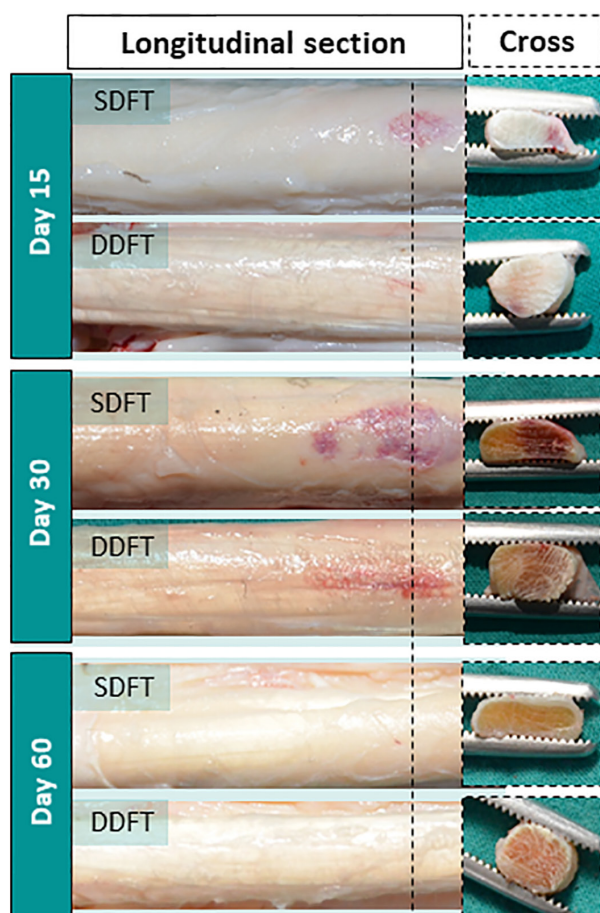 Longitudinal section
Cross
Day 15
SDFT
DDFT
Day 30
SDFT
DDFT
Day 60
SDFT
DDFT